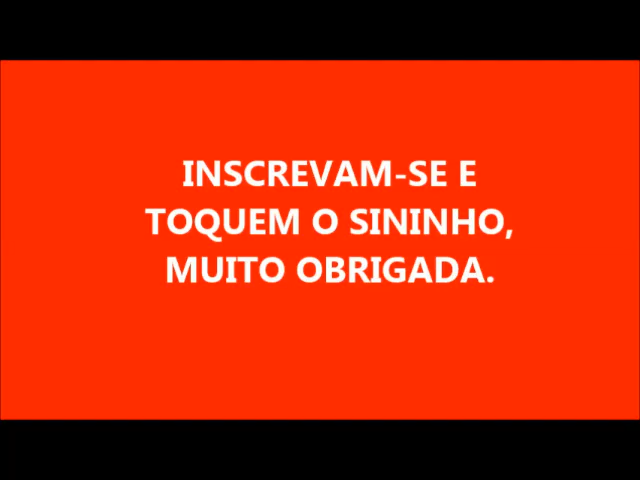 INSCREVAM-SE E
TOQUEM O SININHO,
MUITO OBRIGADA.